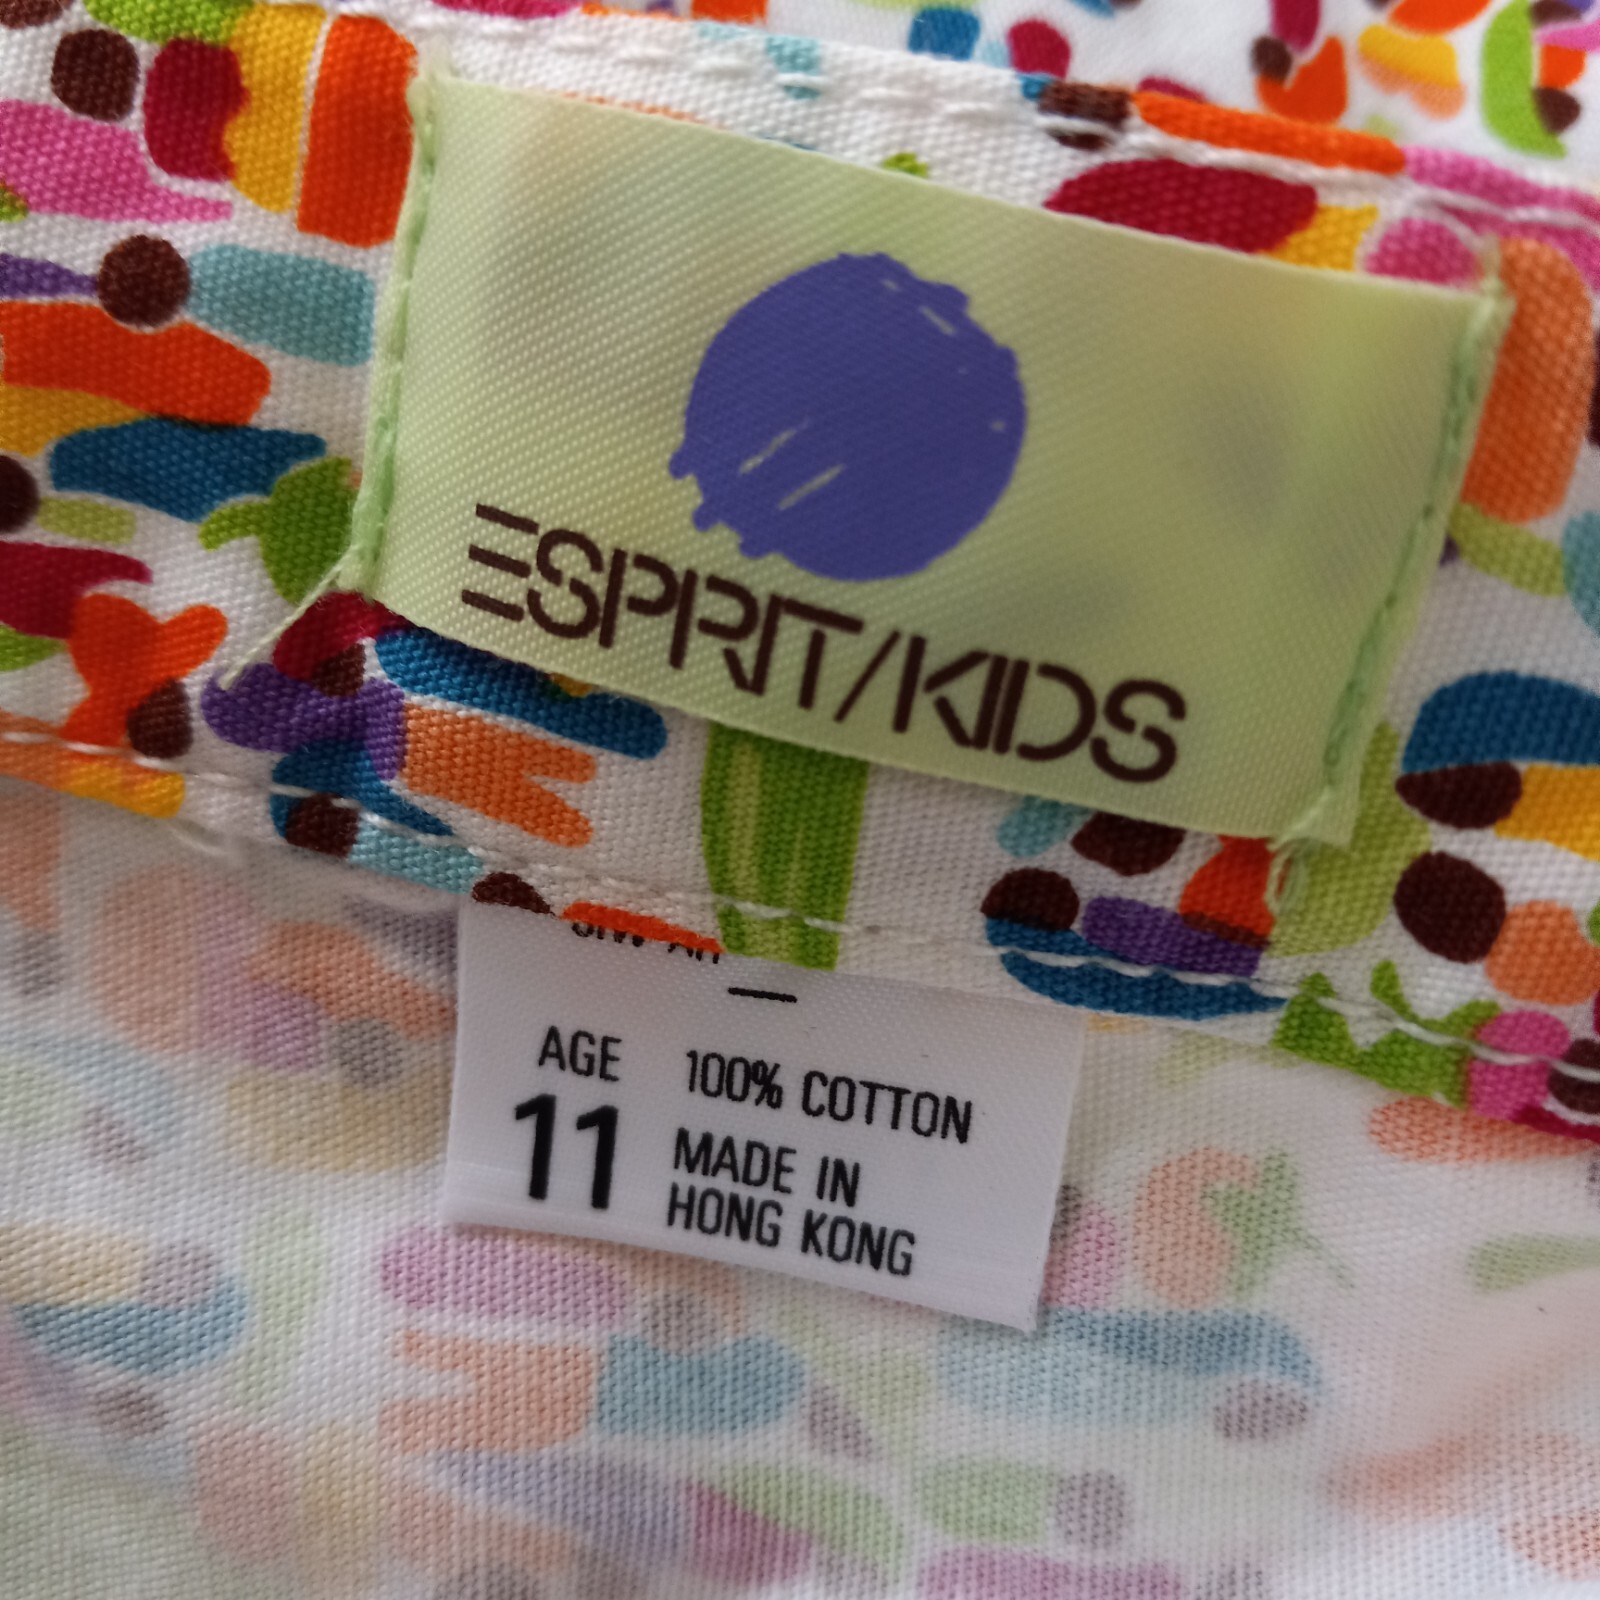 ESPRIT/KIDS
AGE
11
100% COTTON
MADE IN
HONG KONG